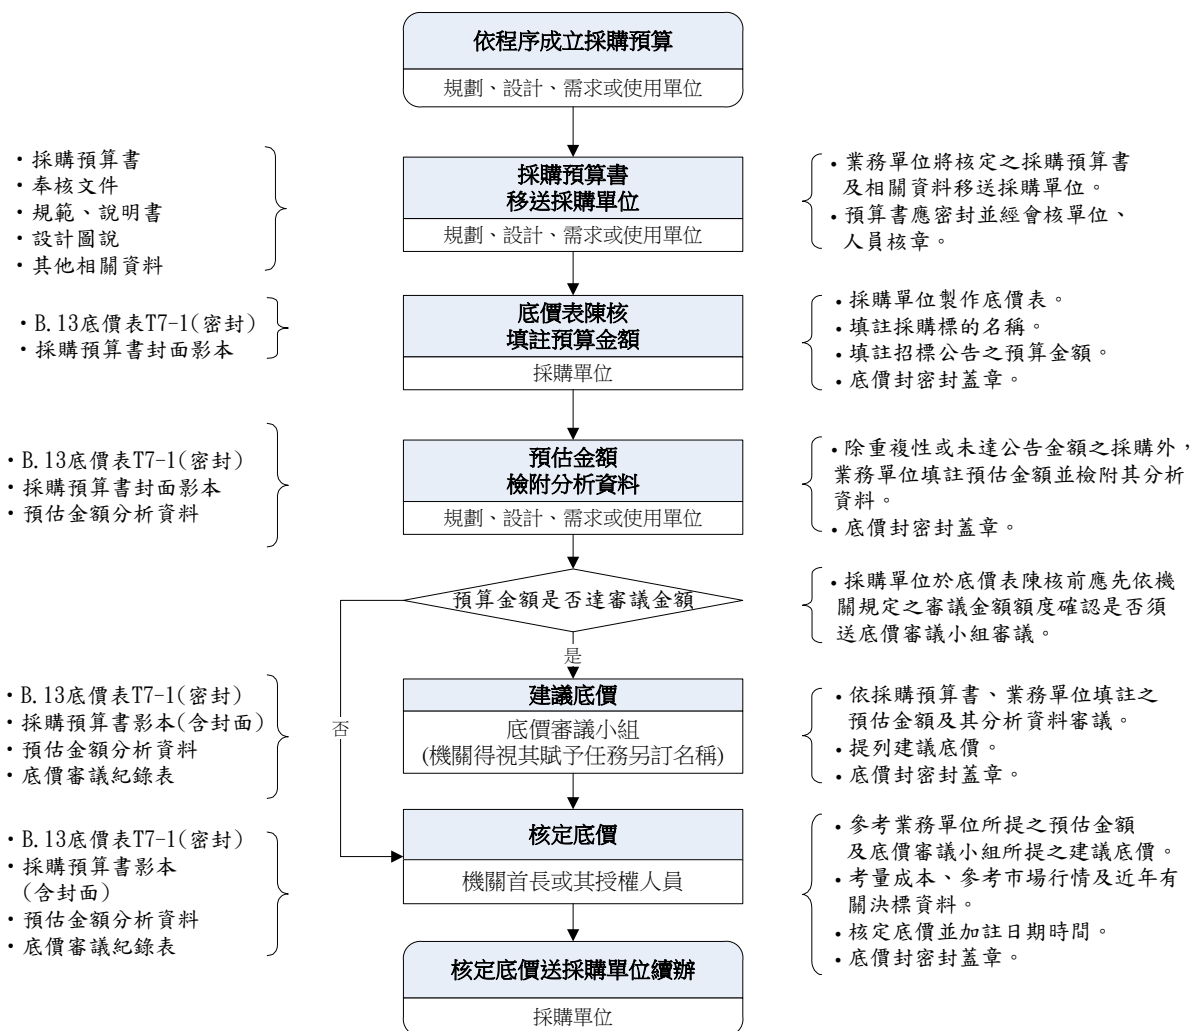 依程序成立採購預算
規劃、設計、需求或使用單位
・採購預算書
・奉核文件
・規範、說明書
・設計圖說
・其他相關資料
採購預算書
移送採購單位
規劃、設計、需求或使用單位
・業務單位將核定之採購預算書
及相關資料移送採購單位。
・預算書應密封並經會核單位、
人員核章。
・B.13底價表T7-1(密封)
・採購預算書封面影本
底價表陳核
填註預算金額
採購單位
・採購單位製作底價表。
・填註採購標的名稱。
・填註招標公告之預算金額。
・底價封密封蓋章。
・B.13底價表T7-1(密封)
・採購預算書封面影本
・預估金額分析資料
預估金額
檢附分析資料
規劃、設計、需求或使用單位
・除重複性或未達公告金額之採購外，
業務單位填註預估金額並檢附其分析
資料。
・底價封密封蓋章。
預算金額是否達審議金額
・採購單位於底價表陳核前應先依機
關規定之審議金額額度確認是否須
送底價審議小組審議。
是
否
・B.13底價表T7-1(密封)
・採購預算書影本(含封面)
・預估金額分析資料
・底價審議紀錄表
建議底價
底價審議小組
(機關得視其賦予任務另訂名稱)
・依採購預算書、業務單位填註之
預估金額及其分析資料審議。
・提列建議底價。
・底價封密封蓋章。
・B.13底價表T7-1(密封)
・採購預算書影本
(含封面)
・預估金額分析資料
・底價審議紀錄表
核定底價
機關首長或其授權人員
・參考業務單位所提之預估金額
及底價審議小組所提之建議底價。
・考量成本、參考市場行情及近年有
關決標資料。
・核定底價並加註日期時間。
・底價封密封蓋章。
核定底價送採購單位續辦
採購單位